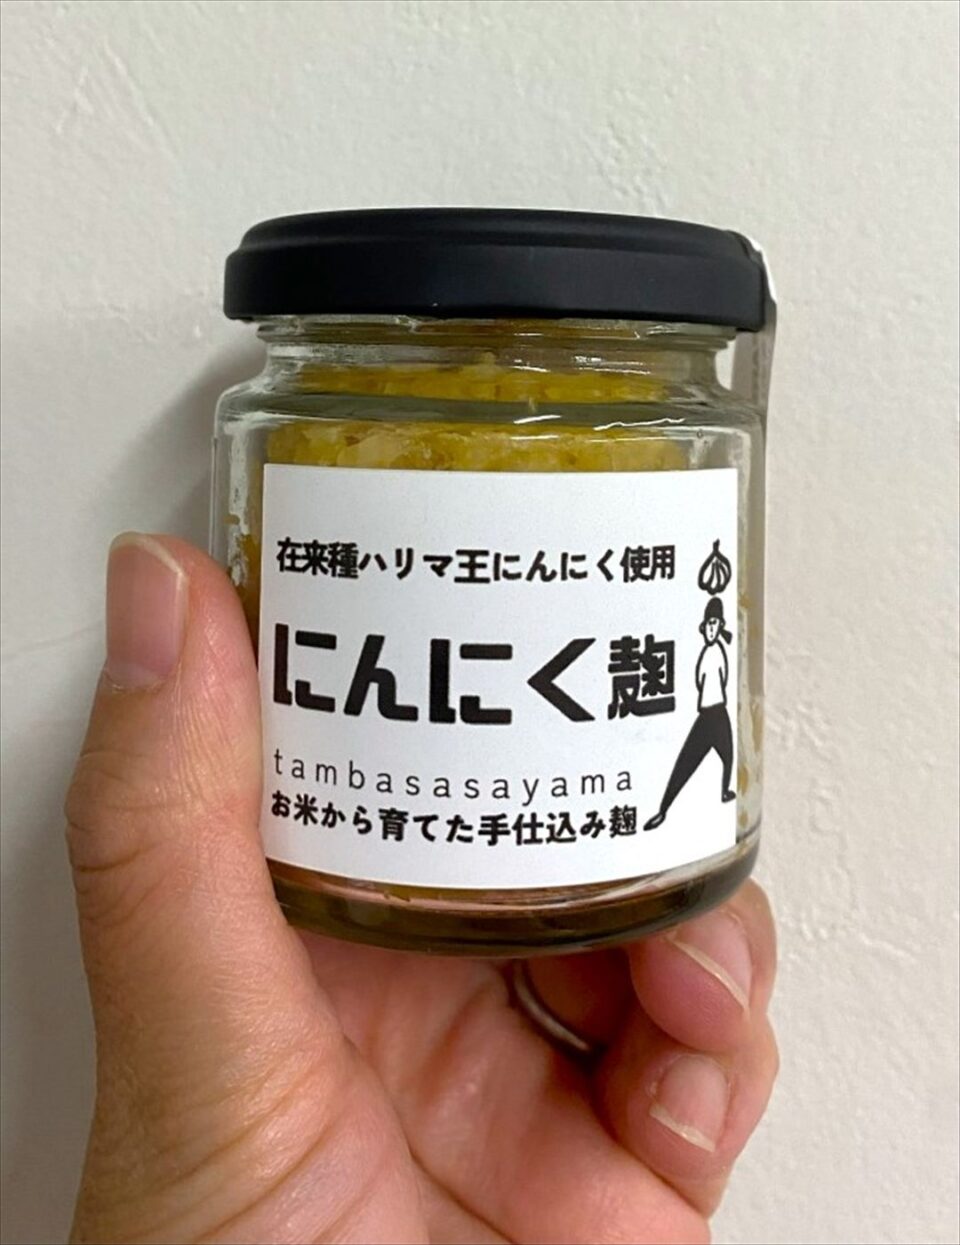 在来種ハリマ王にんにく使用
にんにく麹
tambasasayama
お米から育てた手仕込み麹